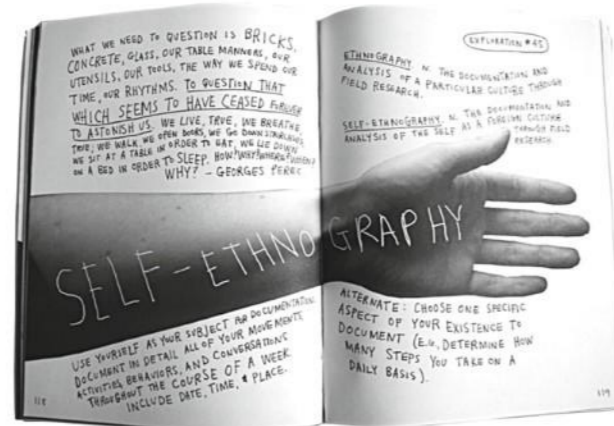 WHAT WE NEED TO QUESTION IS BRICKS,
CONCRETE, GLASS, OUR TABLE MANNERS, OUR
UTENSILS, OUR TOOLS, THE WAY WE SPEND OUR
TIME, OUR RHYTHMS. TO QUESTION THAT
WHICH SEEMS TO HAVE CEASED FOREVER
TO ASTONISH US. WE LIVE, TRUE, WE BREATHE,
TRUE; WE WALK, WE OPEN DOORS, WE GO DOWN STAIRCASES,
WE SIT AT A TABLE IN ORDER TO EAT, WE LIE DOWN
ON A BED IN ORDER TO SLEEP. HOW? WHY? WHERE? WHEN?
WHY? – GEORGES PEREC
SELF-ETHNOGRAPHY
USE YOURSELF AS YOUR SUBJECT FOR DOCUMENTATION.
DOCUMENT IN DETAIL ALL OF YOUR MOVEMENTS,
ACTIVITIES, BEHAVIORS, AND CONVERSATIONS
THROUGHOUT THE COURSE OF A WEEK.
INCLUDE DATE, TIME, & PLACE.
118
EXPLORATION #45
ETHNOGRAPHY N. THE DOCUMENTATION AND
ANALYSIS OF A PARTICULAR CULTURE THROUGH
FIELD RESEARCH.
SELF-ETHNOGRAPHY N. THE DOCUMENTATION AND
ANALYSIS OF THE SELF AS A FOREIGN CULTURE
THROUGH FIELD
RESEARCH.
ALTERNATE: CHOOSE ONE SPECIFIC
ASPECT OF YOUR EXISTENCE TO
DOCUMENT (E.G., DETERMINE HOW
MANY STEPS YOU TAKE ON A
DAILY BASIS).
119